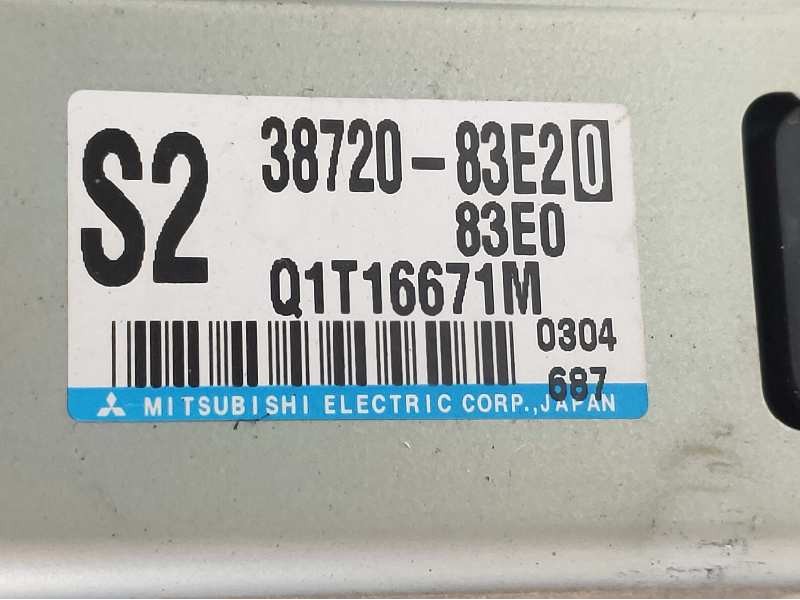 S2
38720-83E20
83E0
Q1T16671M
0304
687
MITSUBISHI ELECTRIC CORP., JAPAN